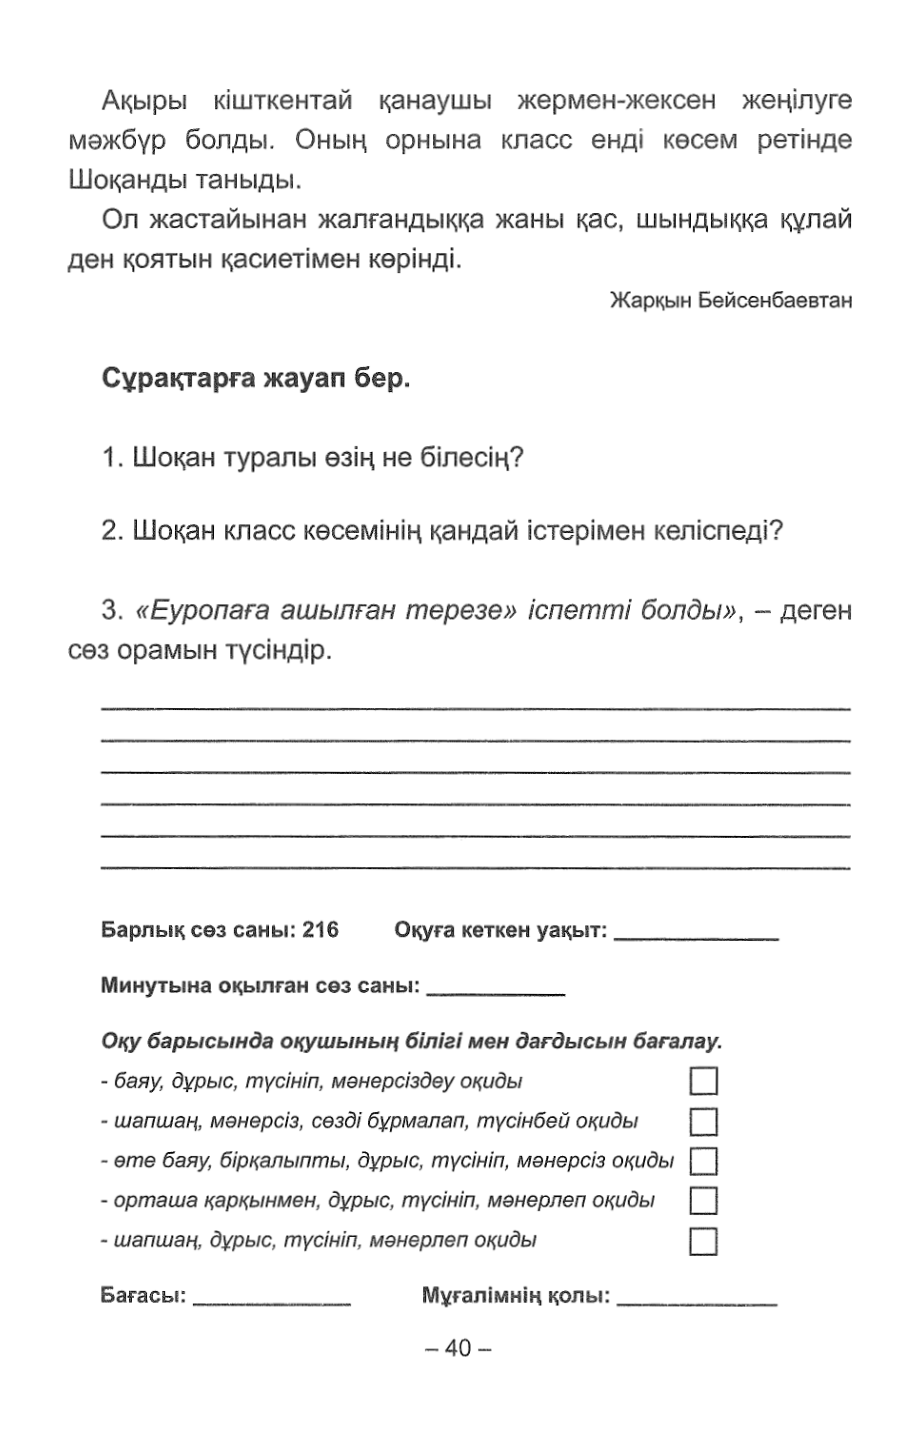 Ақыры кішткентай қанаушы жермен-жексен жеңілуге
мәжбүр болды. Оның орнына класс енді көсем ретінде
Шоқанды таныды.
Ол жастайынан жалғандыққа жаны қас, шындыққа құлай
ден қоятын қасиетімен көрінді.
Жарқын Бейсенбаевтан
Сұрақтарға жауап бер.
1. Шоқан туралы өзің не білесің?
2. Шоқан класс көсемінің қандай істерімен келіспеді?
3. «Еуропаға ашылған терезе» іспетті болды», – деген
сөз орамын түсіндір.
Барлық сөз саны: 216 Оқуға кеткен уақыт: ____________
Минутына оқылған сөз саны: __________
Оқу барысында оқушының білігі мен дағдысын бағалау.
- баяу, дұрыс, түсініп, мәнерсіздеу оқиды
- шапшаң, мәнерсіз, сөзді бұрмалап, түсінбей оқиды
- өте баяу, бірқалыпты, дұрыс, түсініп, мәнерсіз оқиды
- орташа қарқынмен, дұрыс, түсініп, мәнерлеп оқиды
- шапшаң, дұрыс, түсініп, мәнерлеп оқиды
Бағасы: ____________ Мұғалімнің қолы: ____________
– 40 –